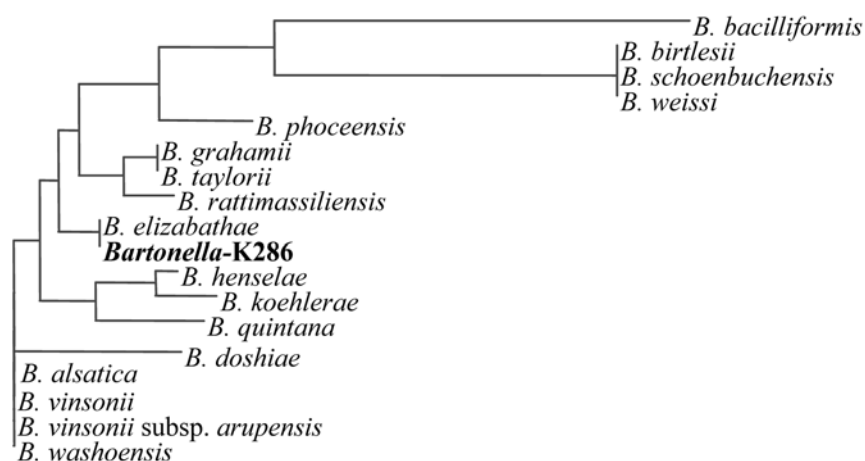 B. bacilliformis
B. birtlesii
B. schoenbuchensis
B. weissi
B. phoceensis
B. grahamii
B. taylorii
B. rattimassiliensis
B. elizabathae
Bartonella-K286
B. henselae
B. koehlerae
B. quintana
B. doshiae
B. alsatica
B. vinsonii
B. vinsonii subsp. arupensis
B. washoensis